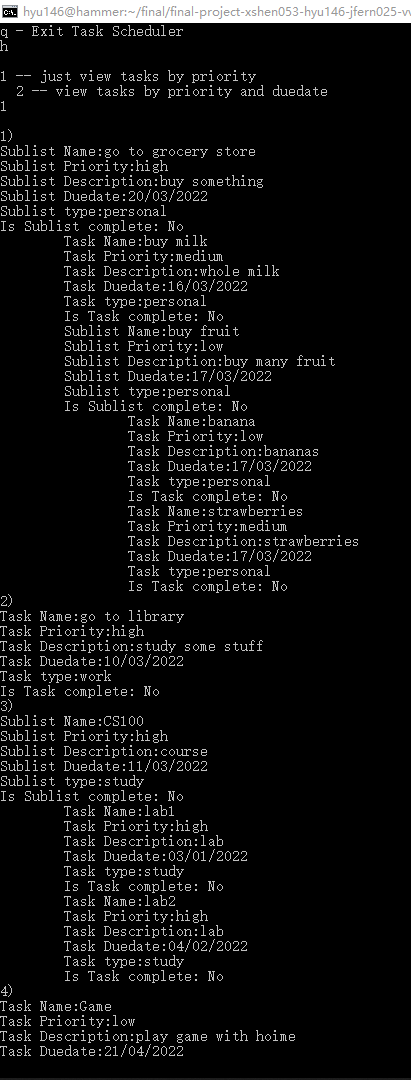 hyu146@hammer:~/final/final-project-xshen053-hyu146-jfern025-v
q - Exit Task Scheduler
h
1 -- just view tasks by priority
2 -- view tasks by priority and duedate
1
1)
Sublist Name:go to grocery store
Sublist Priority:high
Sublist Description:buy something
Sublist Duedate:20/03/2022
Sublist type:personal
Is Sublist complete: No
Task Name:buy milk
Task Priority:medium
Task Description:whole milk
Task Duedate:16/03/2022
Task type:personal
Is Task complete: No
Sublist Name:buy fruit
Sublist Priority:low
Sublist Description:buy many fruit
Sublist Duedate:17/03/2022
Sublist type:personal
Is Sublist complete: No
Task Name:banana
Task Priority:low
Task Description:bananas
Task Duedate:17/03/2022
Task type:personal
Is Task complete: No
Task Name:strawberries
Task Priority:medium
Task Description:strawberries
Task Duedate:17/03/2022
Task type:personal
Is Task complete: No
2)
Task Name:go to library
Task Priority:high
Task Description:study some stuff
Task Duedate:10/03/2022
Task type:work
Is Task complete: No
3)
Sublist Name:CS100
Sublist Priority:high
Sublist Description:course
Sublist Duedate:11/03/2022
Sublist type:study
Is Sublist complete: No
Task Name:lab1
Task Priority:high
Task Description:lab
Task Duedate:03/01/2022
Task type:study
Is Task complete: No
Task Name:lab2
Task Priority:high
Task Description:lab
Task Duedate:04/02/2022
Task type:study
Is Task complete: No
4)
Task Name:Game
Task Priority:low
Task Description:play game with hoime
Task Duedate:21/04/2022